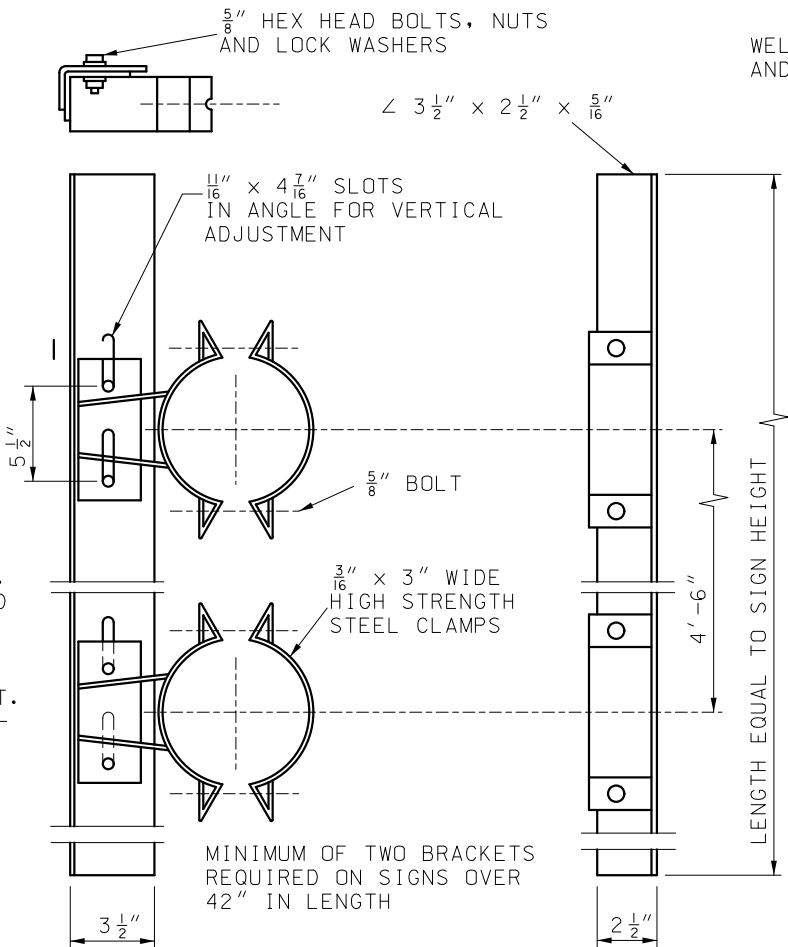 5/8" HEX HEAD BOLTS, NUTS
AND LOCK WASHERS
WEL
AND
∠ 3 1/2" x 2 1/2" x 5/16"
11/16" x 4 7/16" SLOTS
IN ANGLE FOR VERTICAL
ADJUSTMENT
5 1/2"
5/8" BOLT
3/16" x 3" WIDE
HIGH STRENGTH
STEEL CLAMPS
4'-6"
LENGTH EQUAL TO SIGN HEIGHT
T.
MINIMUM OF TWO BRACKETS
REQUIRED ON SIGNS OVER
42" IN LENGTH
3 1/2"
2 1/2"